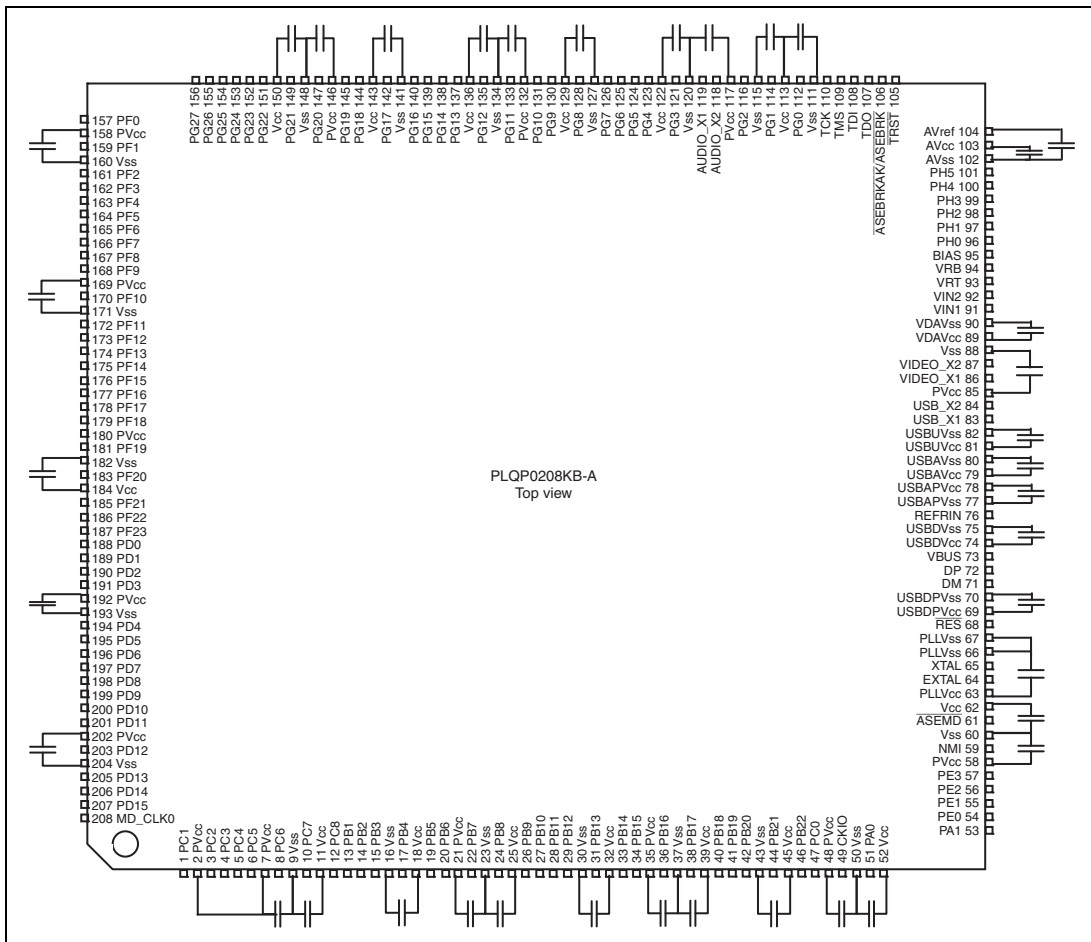 PG27 156
PG26 155
PG25 154
PG24 153
PG23 152
PG22 151
Vcc 150
PG21 149
Vss 148
PG20 147
PVcc 146
PG19 145
PG18 144
Vcc 143
PG17 142
Vss 141
PG16 140
PG15 139
PG14 138
PG13 137
Vcc 136
PG12 135
Vss 134
PG11 133
PVcc 132
PG10 131
PG9 130
Vcc 129
PG8 128
Vss 127
PG7 126
PG6 125
PG5 124
PG4 123
Vcc 122
PG3 121
Vss 120
AUDIO_X1 119
AUDIO_X2 118
PVcc 117
PG2 116
Vss 115
PG1 114
Vcc 113
PG0 112
Vss 111
TCK 110
TMS 109
TDI 108
TDO 107
ASEBRKAK/ASEBRK 106
TRST 105
157 PF0
158 PVcc
159 PF1
160 Vss
161 PF2
162 PF3
163 PF4
164 PF5
165 PF6
166 PF7
167 PF8
168 PF9
169 PVcc
170 PF10
171 Vss
172 PF11
173 PF12
174 PF13
175 PF14
176 PF15
177 PF16
178 PF17
179 PF18
180 PVcc
181 PF19
182 Vss
183 PF20
184 Vcc
185 PF21
186 PF22
187 PF23
188 PD0
189 PD1
190 PD2
191 PD3
192 PVcc
193 Vss
194 PD4
195 PD5
196 PD6
197 PD7
198 PD8
199 PD9
200 PD10
201 PD11
202 PVcc
203 PD12
204 Vss
205 PD13
206 PD14
207 PD15
208 MD_CLK0
PLQP0208KB-A
Top view
AVref 104
AVcc 103
AVss 102
PH5 101
PH4 100
PH3 99
PH2 98
PH1 97
PH0 96
BIAS 95
VRB 94
VRT 93
VIN2 92
VIN1 91
VDAVss 90
VDAVcc 89
Vss 88
VIDEO_X2 87
VIDEO_X1 86
PVcc 85
USB_X2 84
USB_X1 83
USBUVss 82
USBUVcc 81
USBAVss 80
USBAVcc 79
USBAPVcc 78
USBAPVss 77
REFRIN 76
USBDVss 75
USBDVcc 74
VBUS 73
DP 72
DM 71
USBDPVss 70
USBDPVcc 69
RES 68
PLLVss 67
PLLVss 66
XTAL 65
EXTAL 64
PLLVcc 63
Vcc 62
ASEMD 61
Vss 60
NMI 59
PVcc 58
PE3 57
PE2 56
PE1 55
PE0 54
PA1 53
1 PC1
2 PVcc
3 PC2
4 PC3
5 PC4
6 PC5
7 PVcc
8 PC6
9 Vss
10 PC7
11 Vcc
12 PC8
13 PB1
14 PB2
15 PB3
16 Vss
17 PB4
18 Vcc
19 PB5
20 PB6
21 PVcc
22 PB7
23 Vss
24 PB8
25 Vcc
26 PB9
27 PB10
28 PB11
29 PB12
30 Vss
31 PB13
32 Vcc
33 PB14
34 PB15
35 PVcc
36 PB16
37 Vss
38 PB17
39 Vcc
40 PB18
41 PB19
42 PB20
43 Vss
44 PB21
45 Vcc
46 PB22
47 PC0
48 PVcc
49 CKIO
50 Vss
51 PA0
52 Vcc